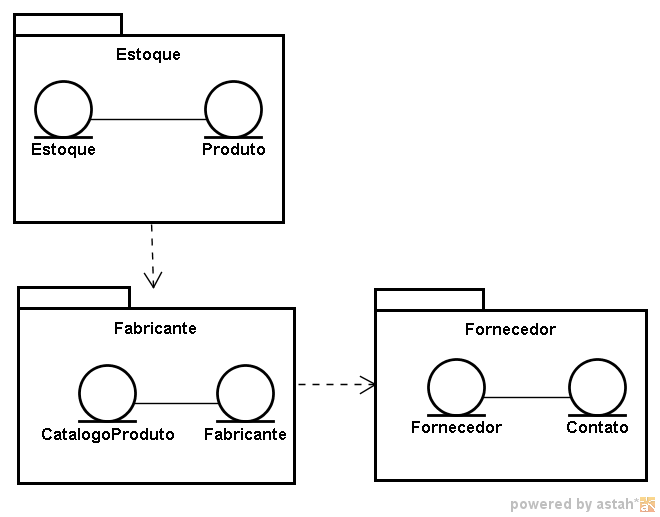 Estoque
Estoque
Produto
Fabricante
CatalogoProduto
Fabricante
Fornecedor
Fornecedor
Contato
powered by astah*